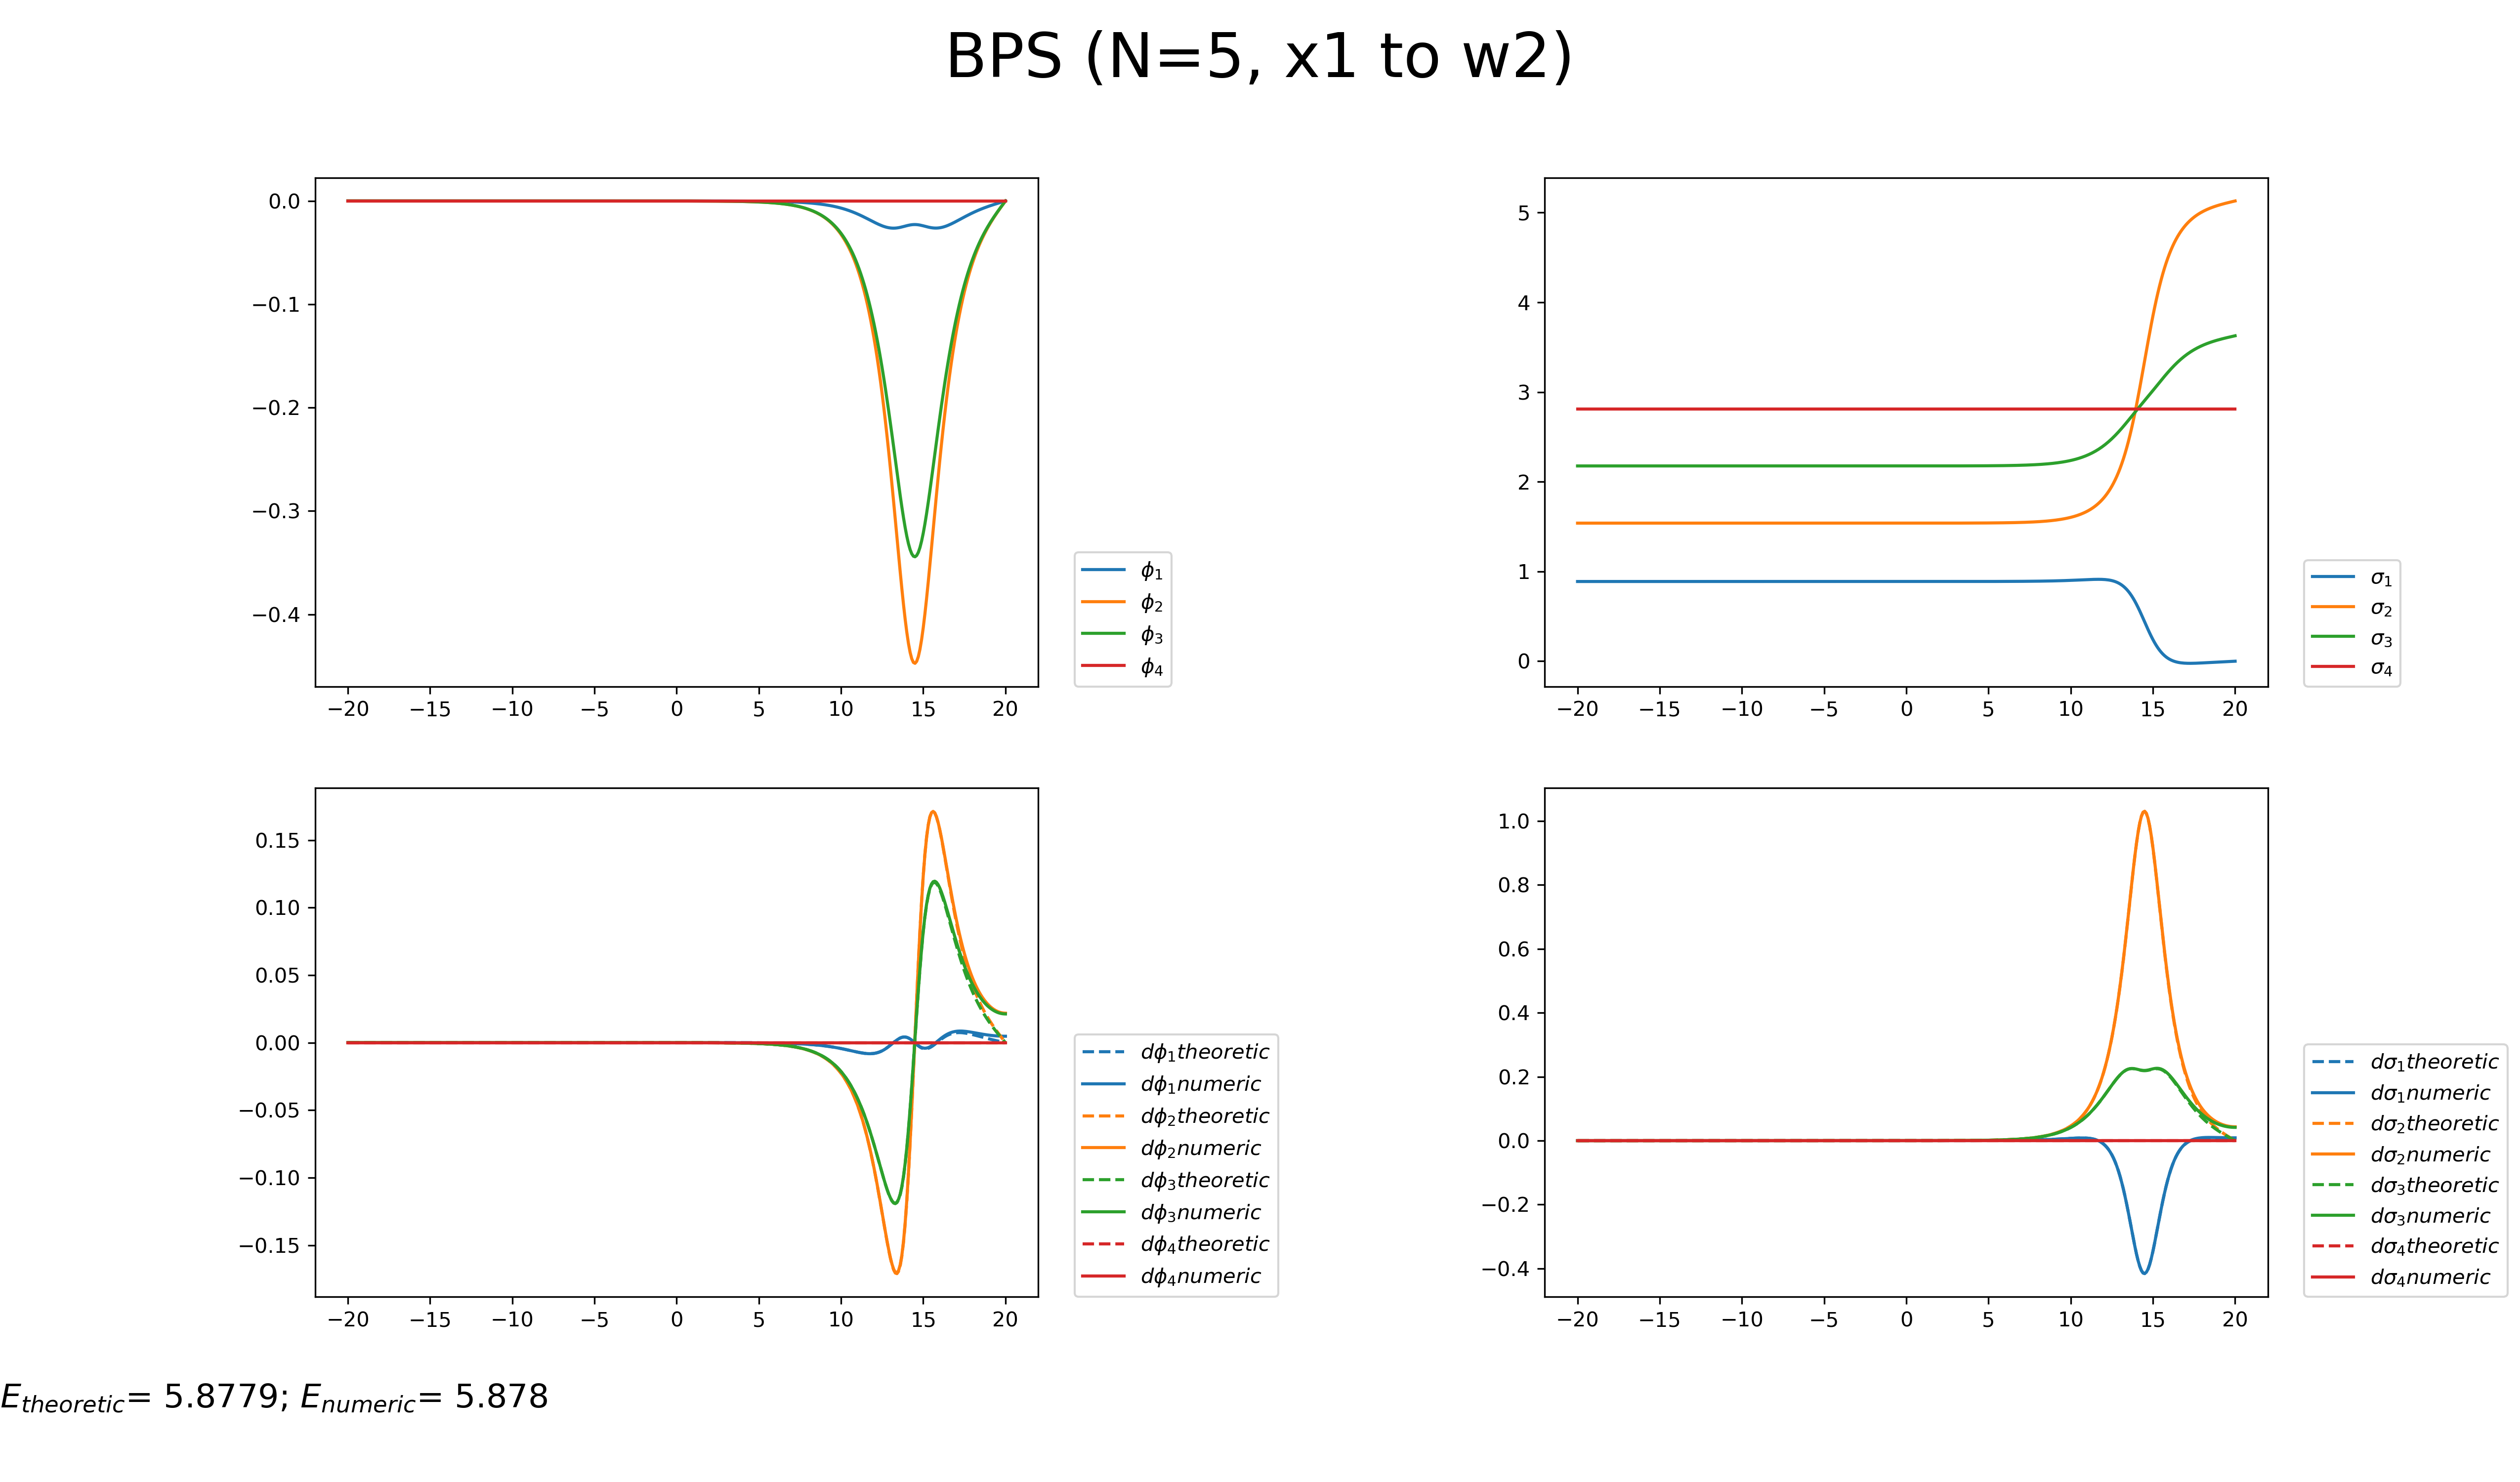 BPS (N=5, x1 to w2)
0.0
−0.1
−0.2
−0.3
−0.4
−20 −15 −10 −5 0 5 10 15 20
ϕ₁
ϕ₂
ϕ₃
ϕ₄
5
4
3
2
1
0
−20 −15 −10 −5 0 5 10 15 20
σ₁
σ₂
σ₃
σ₄
0.15
0.10
0.05
0.00
−0.05
−0.10
−0.15
−20 −15 −10 −5 0 5 10 15 20
dϕ₁theoretic
dϕ₁numeric
dϕ₂theoretic
dϕ₂numeric
dϕ₃theoretic
dϕ₃numeric
dϕ₄theoretic
dϕ₄numeric
1.0
0.8
0.6
0.4
0.2
0.0
−0.2
−0.4
−20 −15 −10 −5 0 5 10 15 20
dσ₁theoretic
dσ₁numeric
dσ₂theoretic
dσ₂numeric
dσ₃theoretic
dσ₃numeric
dσ₄theoretic
dσ₄numeric
E_theoretic= 5.8779; E_numeric= 5.878